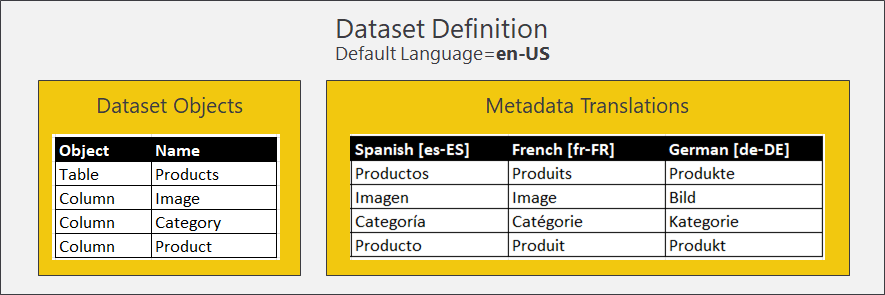 Dataset Definition
Default Language=en-US
Dataset Objects
Object Name
Table Products
Column Image
Column Category
Column Product
Metadata Translations
Spanish [es-ES] French [fr-FR] German [de-DE]
Productos Produits Produkte
Imagen Image Bild
Categoría Catégorie Kategorie
Producto Produit Produkt